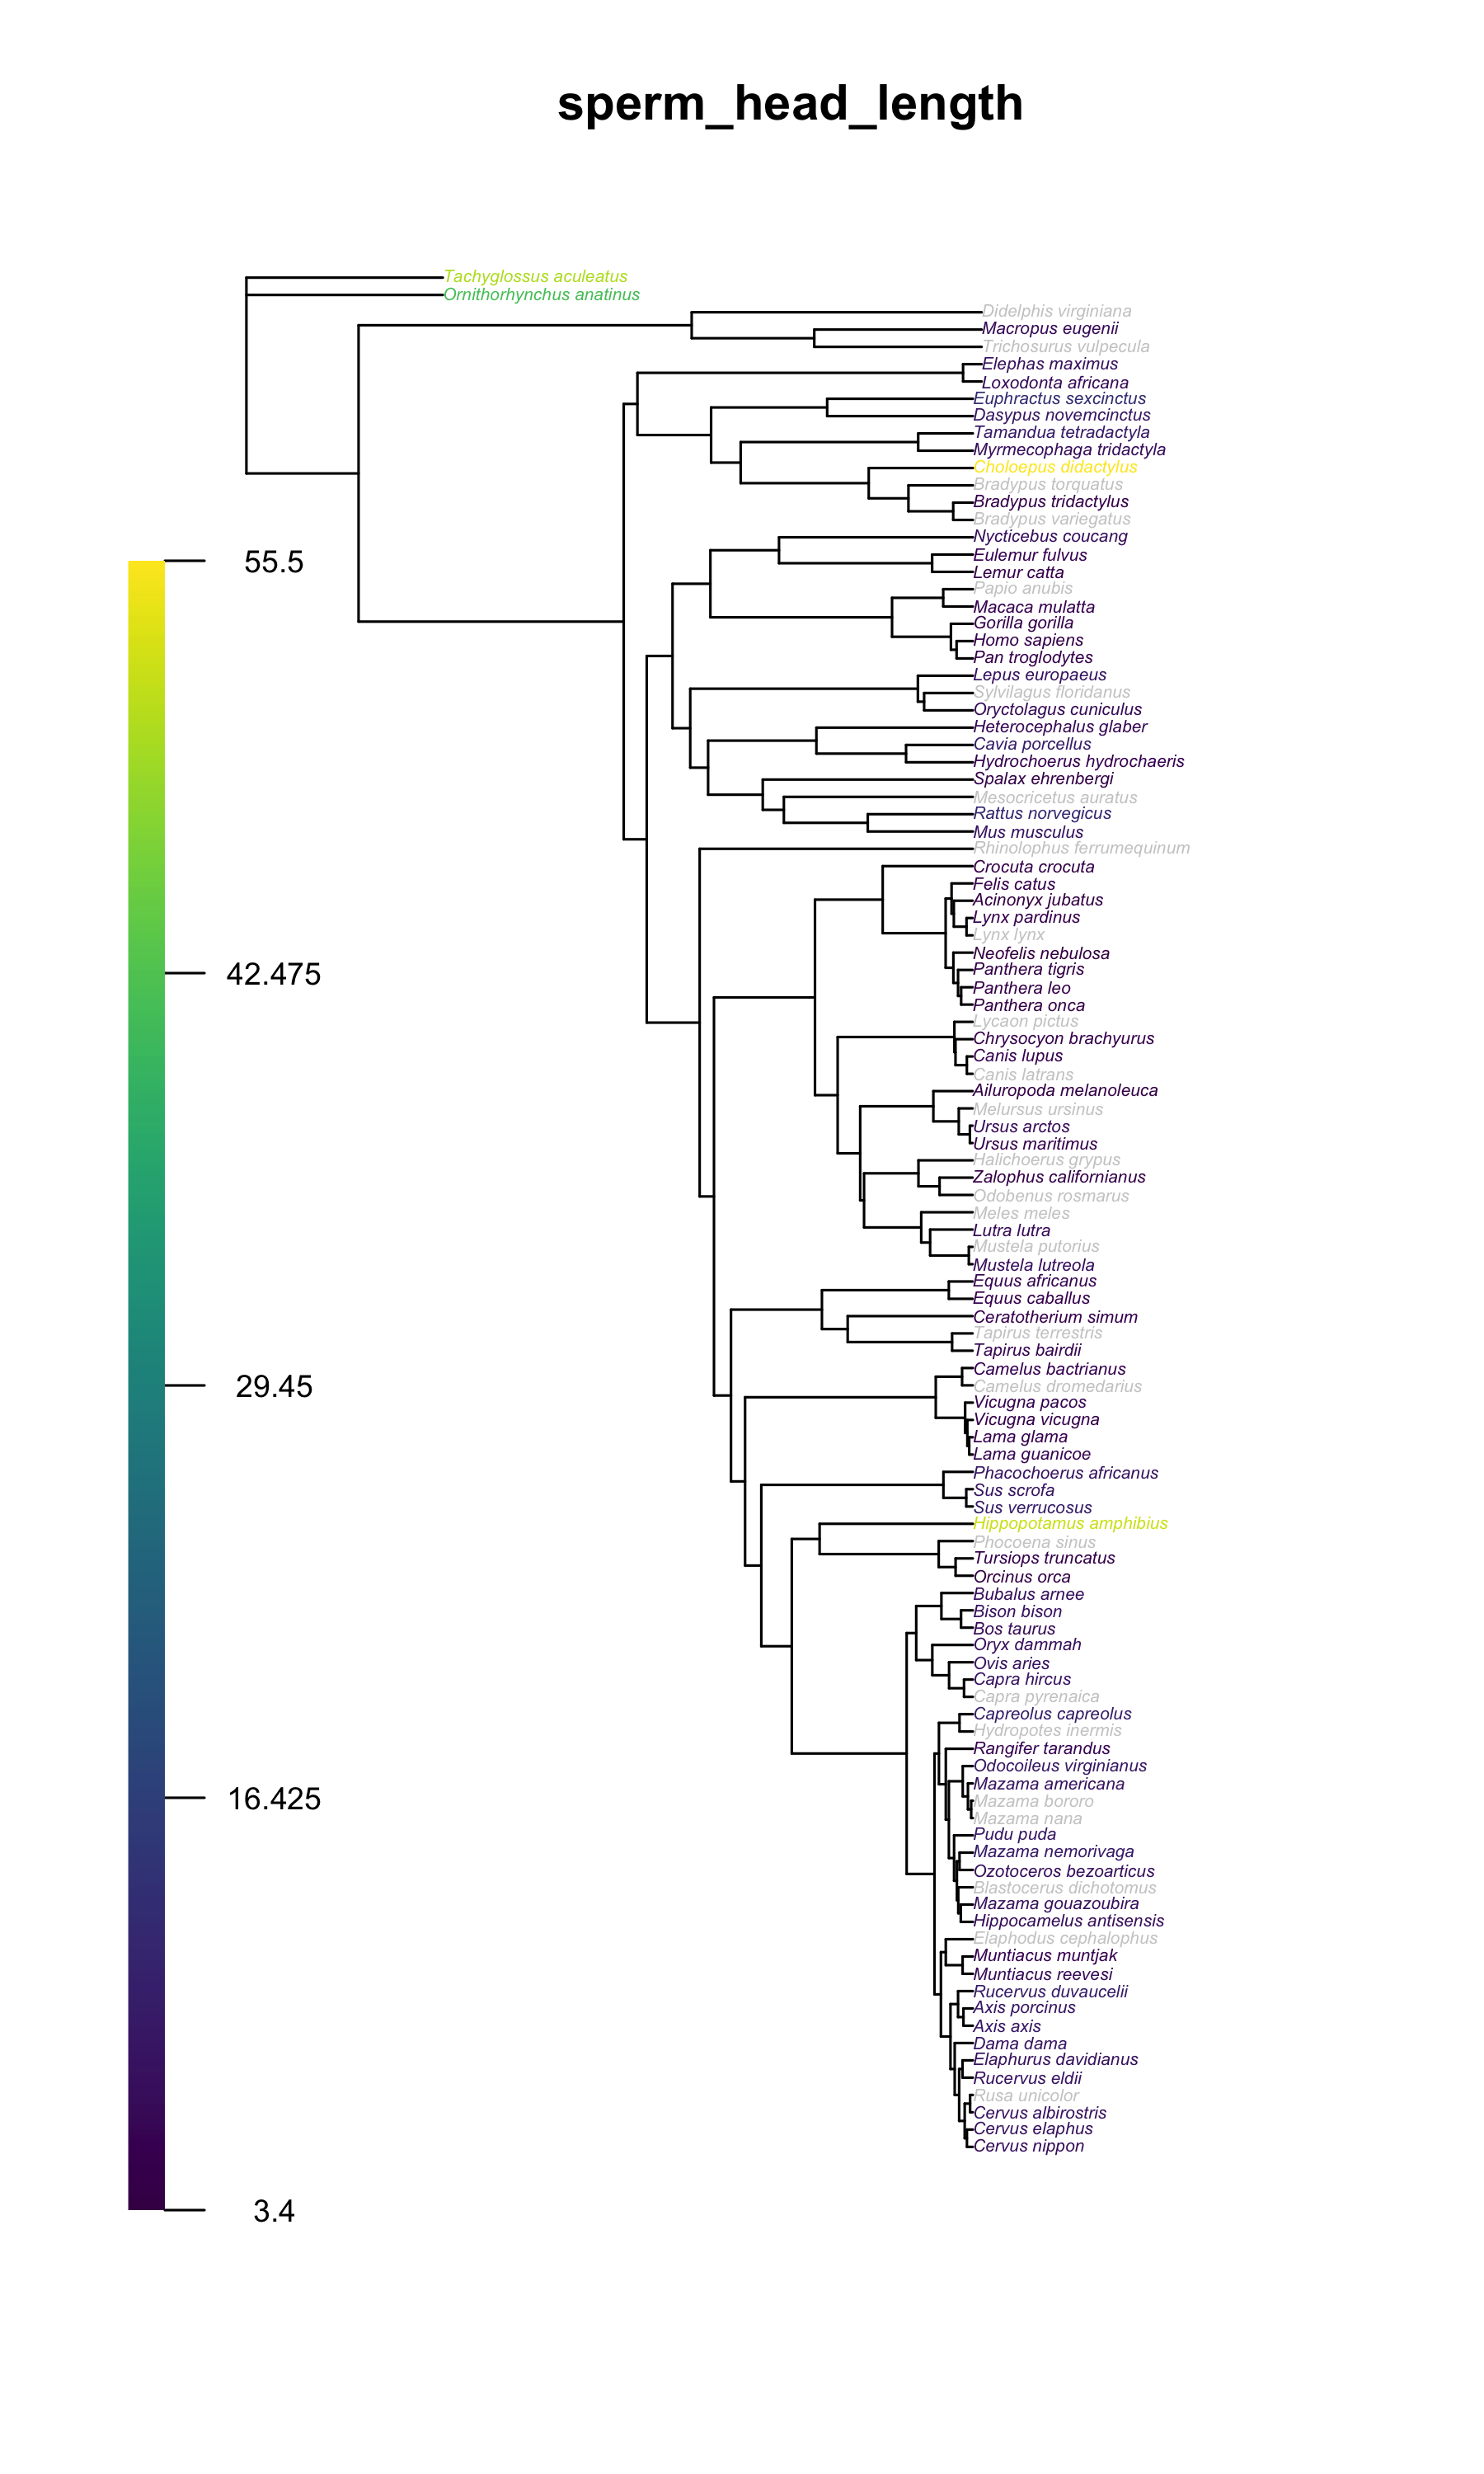 sperm_head_length
Tachyglossus aculeatus
Ornithorhynchus anatinus
Didelphis virginiana
Macropus eugenii
Trichosurus vulpecula
Elephas maximus
Loxodonta africana
Euphractus sexcinctus
Dasypus novemcinctus
Tamandua tetradactyla
Myrmecophaga tridactyla
Choloepus didactylus
Bradypus torquatus
Bradypus tridactylus
Bradypus variegatus
Nycticebus coucang
Eulemur fulvus
Lemur catta
Papio anubis
Macaca mulatta
Gorilla gorilla
Homo sapiens
Pan troglodytes
Lepus europaeus
Sylvilagus floridanus
Oryctolagus cuniculus
Heterocephalus glaber
Cavia porcellus
Hydrochoerus hydrochaeris
Spalax ehrenbergi
Mesocricetus auratus
Rattus norvegicus
Mus musculus
Rhinolophus ferrumequinum
Crocuta crocuta
Felis catus
Acinonyx jubatus
Lynx pardinus
Lynx lynx
Neofelis nebulosa
Panthera tigris
Panthera leo
Panthera onca
Lycaon pictus
Chrysocyon brachyurus
Canis lupus
Canis latrans
Ailuropoda melanoleuca
Melursus ursinus
Ursus arctos
Ursus maritimus
Halichoerus grypus
Zalophus californianus
Odobenus rosmarus
Meles meles
Lutra lutra
Mustela putorius
Mustela lutreola
Equus africanus
Equus caballus
Ceratotherium simum
Tapirus terrestris
Tapirus bairdii
Camelus bactrianus
Camelus dromedarius
Vicugna pacos
Vicugna vicugna
Lama glama
Lama guanicoe
Phacochoerus africanus
Sus scrofa
Sus verrucosus
Hippopotamus amphibius
Phocoena sinus
Tursiops truncatus
Orcinus orca
Bubalus arnee
Bison bison
Bos taurus
Oryx dammah
Ovis aries
Capra hircus
Capra pyrenaica
Capreolus capreolus
Hydropotes inermis
Rangifer tarandus
Odocoileus virginianus
Mazama americana
Mazama bororo
Mazama nana
Pudu puda
Mazama nemorivaga
Ozotoceros bezoarticus
Blastocerus dichotomus
Mazama gouazoubira
Hippocamelus antisensis
Elaphodus cephalophus
Muntiacus muntjak
Muntiacus reevesi
Rucervus duvaucelii
Axis porcinus
Axis axis
Dama dama
Elaphurus davidianus
Rucervus eldii
Rusa unicolor
Cervus albirostris
Cervus elaphus
Cervus nippon
55.5
42.475
29.45
16.425
3.4